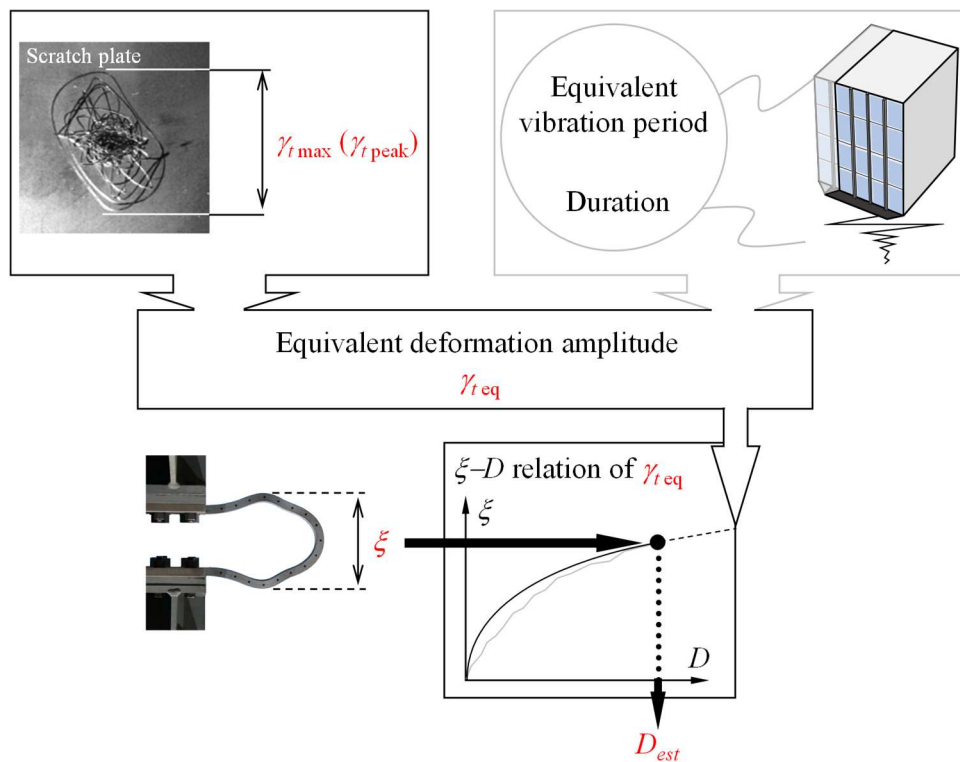 Scratch plate
γt max (γt peak)
Equivalent
vibration period
Duration
Equivalent deformation amplitude
γt eq
ξ–D relation of γt eq
ξ
ξ
D
Dest